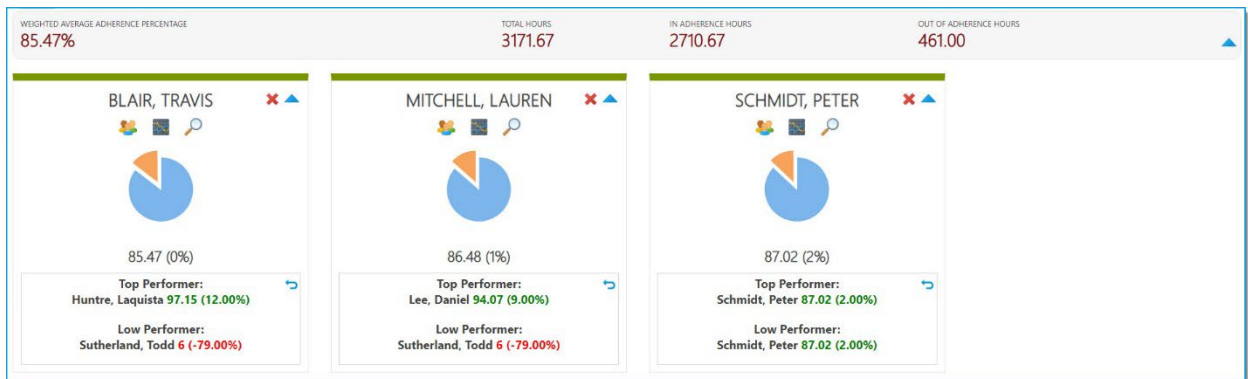 WEIGHTED AVERAGE ADHERENCE PERCENTAGE
85.47%
TOTAL HOURS
3171.67
IN ADHERENCE HOURS
2710.67
OUT OF ADHERENCE HOURS
461.00
BLAIR, TRAVIS
85.47 (0%)
Top Performer:
Huntre, Laquista 97.15 (12.00%)
Low Performer:
Sutherland, Todd 6 (-79.00%)
MITCHELL, LAUREN
86.48 (1%)
Top Performer:
Lee, Daniel 94.07 (9.00%)
Low Performer:
Sutherland, Todd 6 (-79.00%)
SCHMIDT, PETER
87.02 (2%)
Top Performer:
Schmidt, Peter 87.02 (2.00%)
Low Performer:
Schmidt, Peter 87.02 (2.00%)